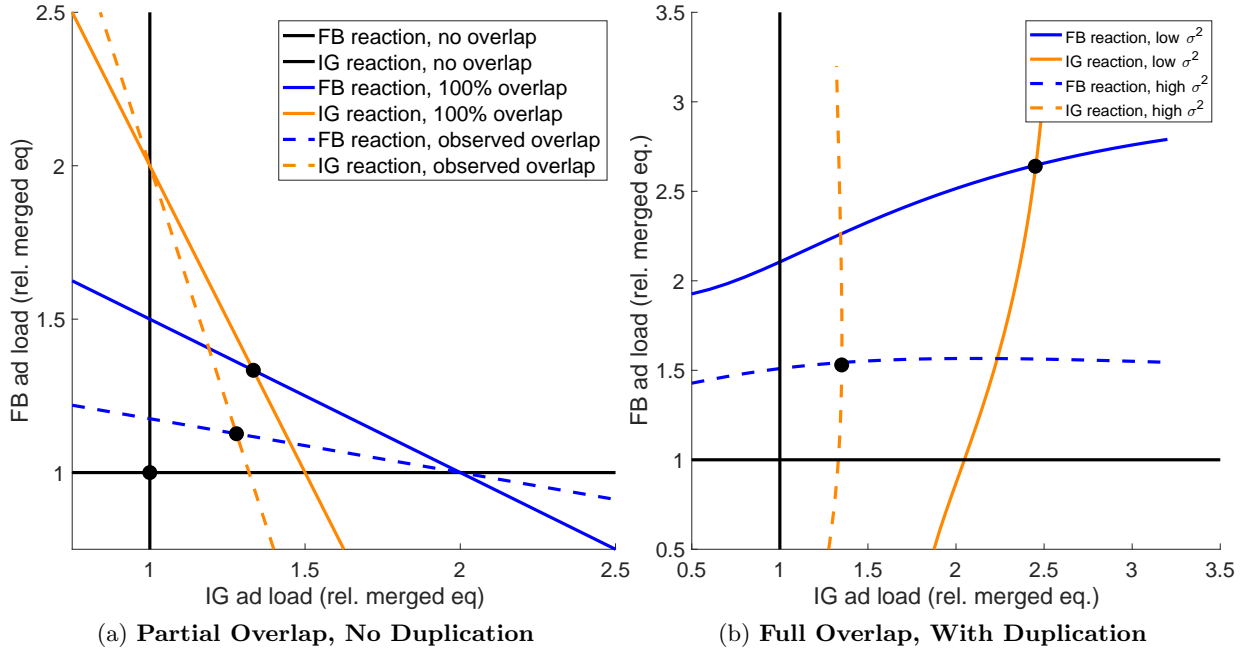 2.5
2
1.5
1
FB ad load (rel. merged eq)
FB reaction, no overlap
IG reaction, no overlap
FB reaction, 100% overlap
IG reaction, 100% overlap
FB reaction, observed overlap
IG reaction, observed overlap
1 1.5 2 2.5
IG ad load (rel. merged eq)
(a) Partial Overlap, No Duplication
3.5
3
2.5
2
1.5
1
0.5
FB ad load (rel. merged eq.)
FB reaction, low σ²
IG reaction, low σ²
FB reaction, high σ²
IG reaction, high σ²
0.5 1 1.5 2 2.5 3 3.5
IG ad load (rel. merged eq.)
(b) Full Overlap, With Duplication